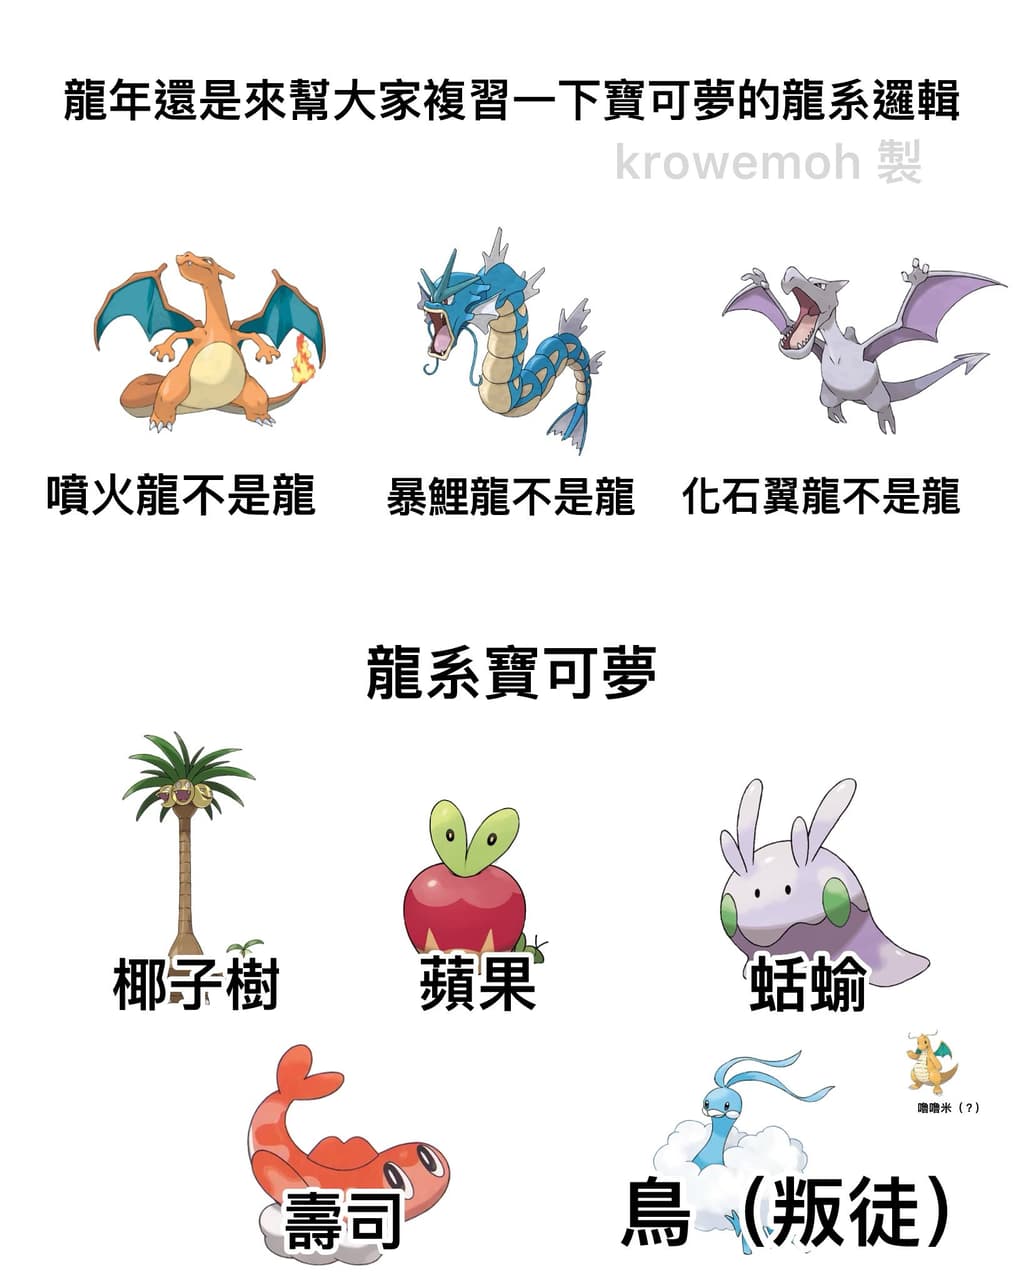 龍年還是來幫大家複習一下寶可夢的龍系邏輯
krowemoh 製
噴火龍不是龍
暴鯉龍不是龍
化石翼龍不是龍
龍系寶可夢
椰子樹
蘋果
蛞蝓
嚕嚕米（?）
壽司
鳥（叛徒）